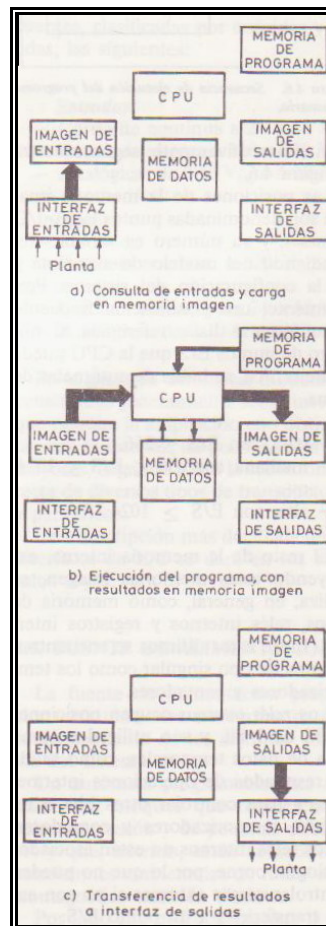 MEMORIA
DE
PROGRAMA
CPU
IMAGEN DE
ENTRADAS
MEMORIA
DE DATOS
IMAGEN DE
SALIDAS
INTERFAZ
DE ENTRADAS
INTERFAZ
DE SALIDAS
Planta
a) Consulta de entradas y carga
en memoria imagen
MEMORIA DE
PROGRAMA
CPU
IMAGEN DE
ENTRADAS
MEMORIA
DE
DATOS
IMAGEN DE
SALIDAS
INTERFAZ
DE ENTRADAS
INTERFAZ
DE SALIDAS
b) Ejecución del programa, con
resultados en memoria imagen
MEMORIA DE
PROGRAMA
CPU
IMAGEN DE
ENTRADAS
MEMORIA
DE DATOS
IMAGEN DE
SALIDAS
INTERFAZ
DE ENTRADAS
INTERFAZ
DE SALIDAS
Planta
c) Transferencia de resultados
a interfaz de salidas